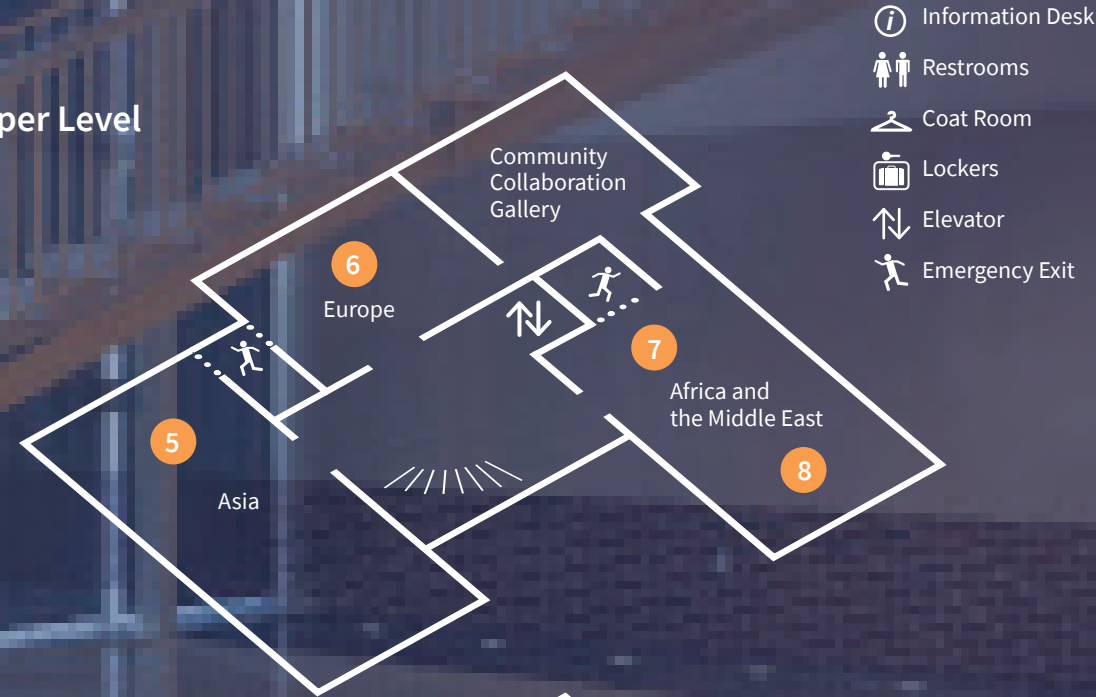 per Level
Community
Collaboration
Gallery
6
Europe
7
Africa and
the Middle East
8
5
Asia
Information Desk
Restrooms
Coat Room
Lockers
Elevator
Emergency Exit